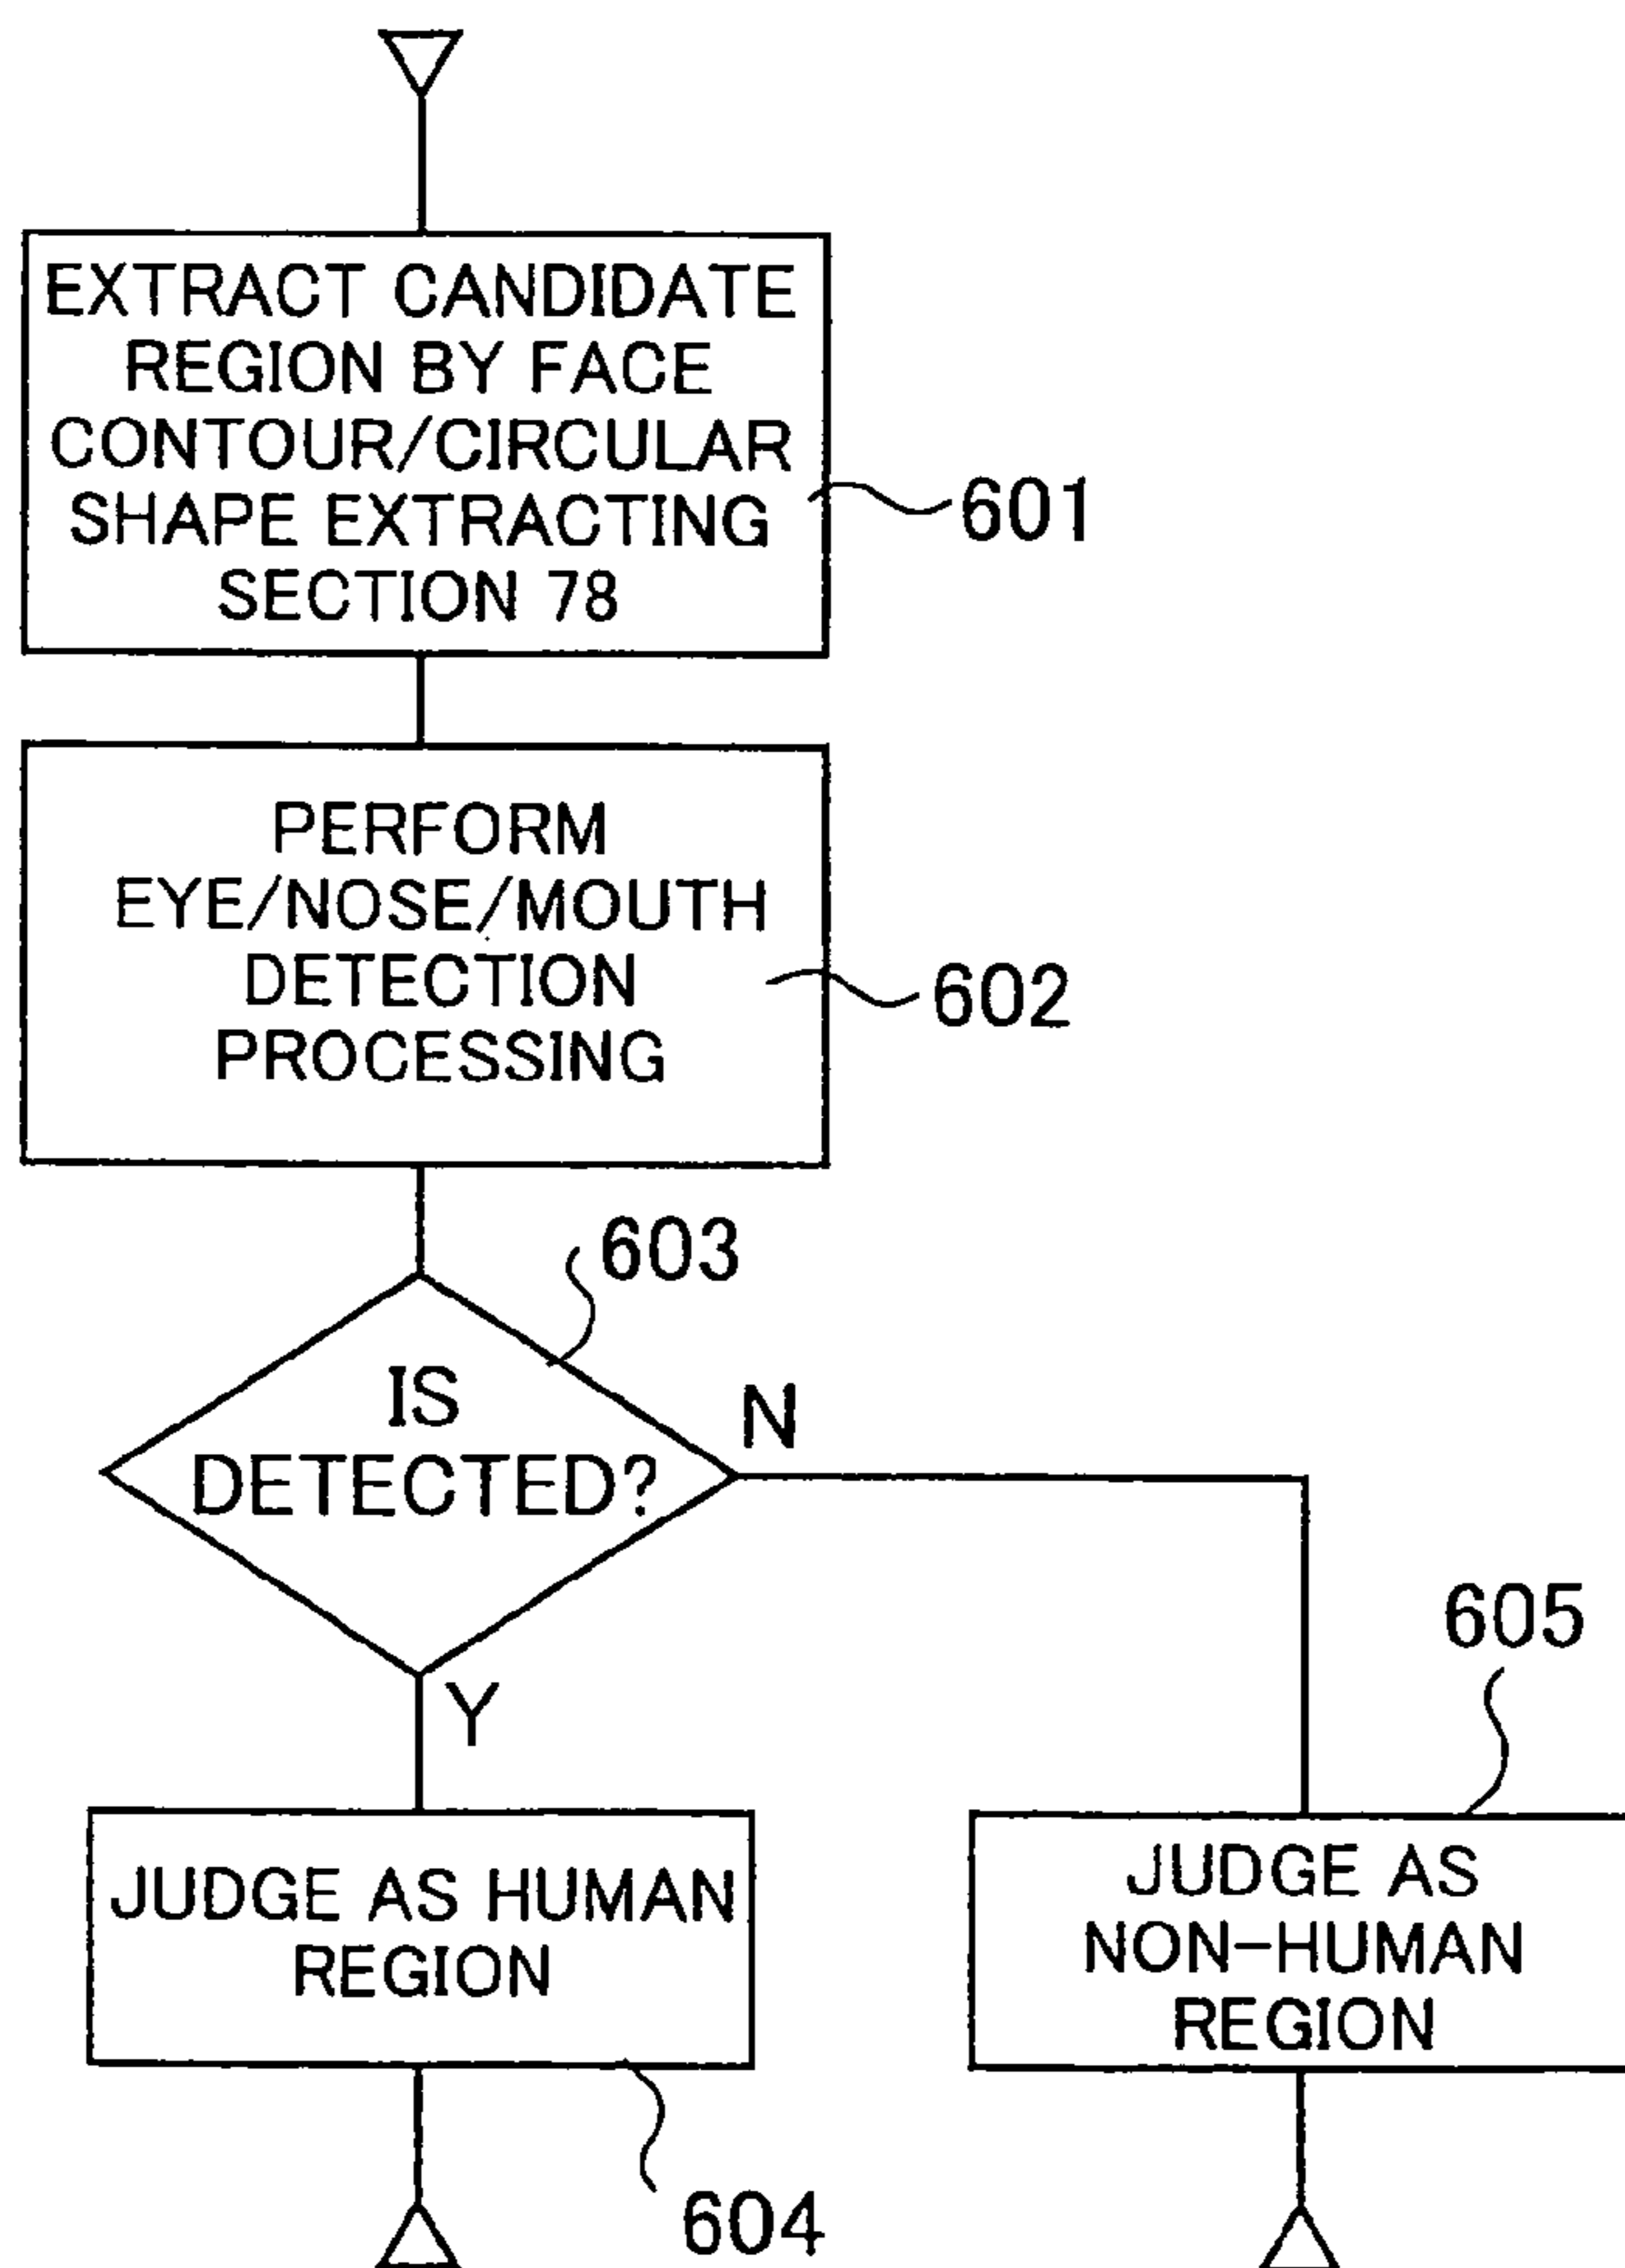 EXTRACT CANDIDATE
REGION BY FACE
CONTOUR/CIRCULAR
SHAPE EXTRACTING
SECTION 78
601
PERFORM
EYE/NOSE/MOUTH
DETECTION
PROCESSING
602
603
IS
DETECTED?
N
Y
605
JUDGE AS HUMAN
REGION
JUDGE AS
NON-HUMAN
REGION
604